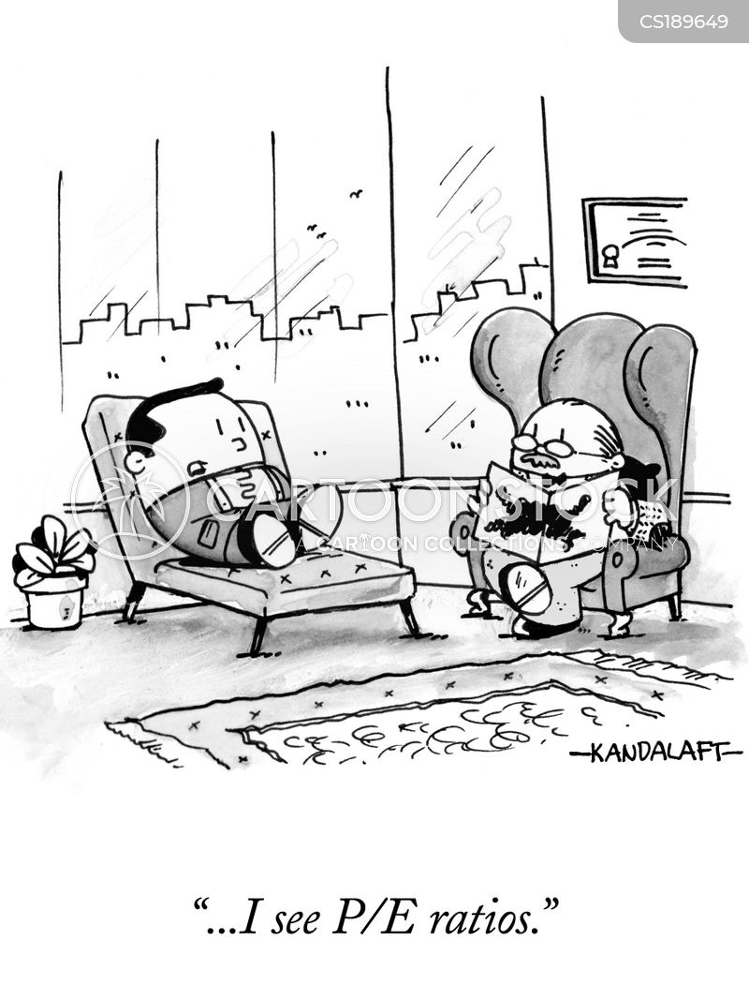 CS189649
CARTOONSTOCK
A CARTOON COLLECTIONS COMPANY
–KANDALAFT–
“...I see P/E ratios.”